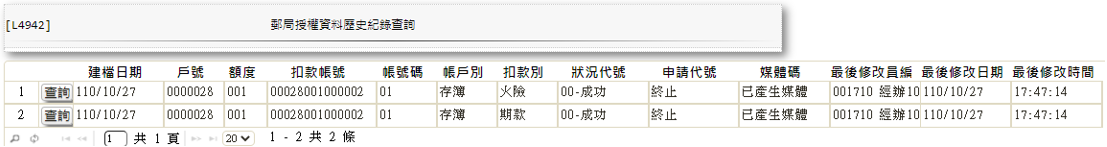 [L4942] 郵局授權資料歷史紀錄查詢
建檔日期 戶號 額度 扣款帳號 帳號碼 帳戶別 扣款別 狀況代號 申請代號 媒體碼 最後修改員編 最後修改日期 最後修改時間
1 查詢 110/10/27 0000028 001 00028001000002 01 存簿 火險 00-成功 終止 已產生媒體 001710 經辦10 110/10/27 17:47:14
2 查詢 110/10/27 0000028 001 00028001000002 01 存簿 期款 00-成功 終止 已產生媒體 001710 經辦10 110/10/27 17:47:14
1 共 1 頁 20 1 - 2 共 2 條